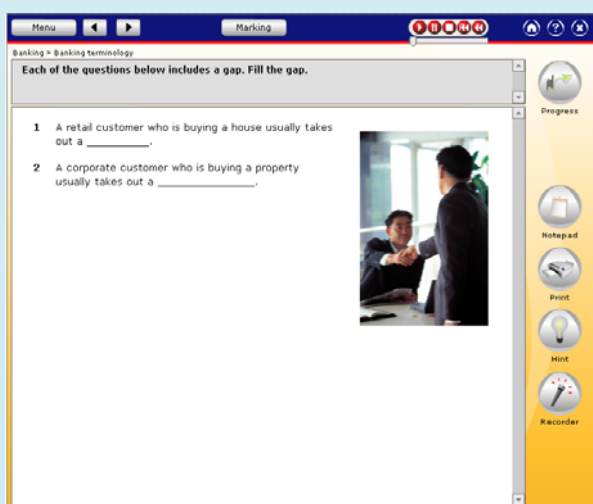 Menu
Marking
Banking > Banking terminology
Each of the questions below includes a gap. Fill the gap.
1 A retail customer who is buying a house usually takes
out a __________.
2 A corporate customer who is buying a property
usually takes out a ________________.
Progress
Notepad
Print
Hint
Recorder